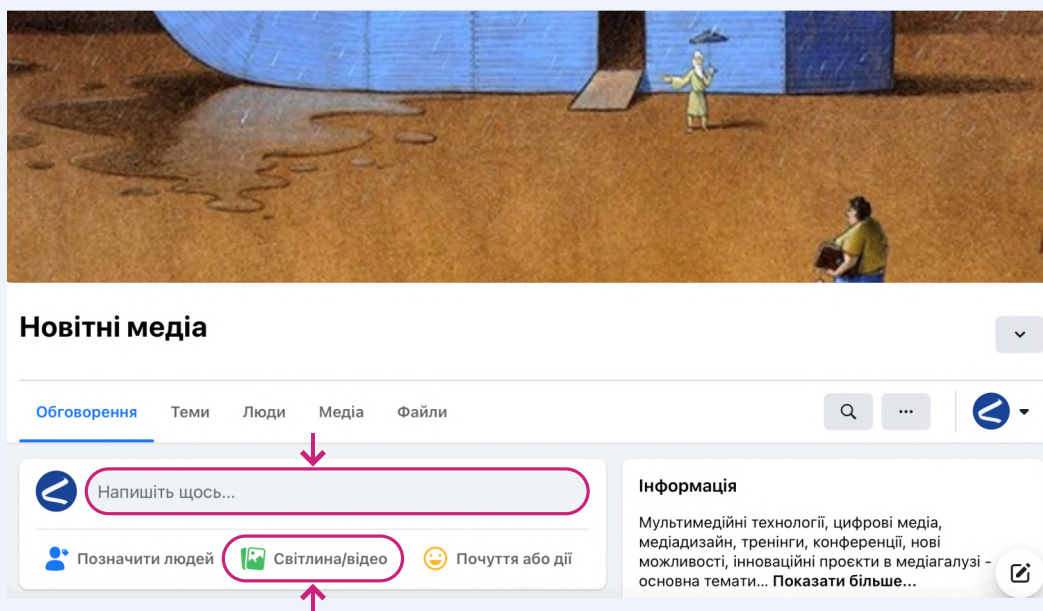 Новітні медіа
Обговорення Теми Люди Медіа Файли
Напишіть щось...
Позначити людей Світлина/відео Почуття або дії
Інформація
Мультимедійні технології, цифрові медіа,
медіадизайн, тренінги, конференції, нові
можливості, інноваційні проєкти в медіагалузі -
основна темати... Показати більше...